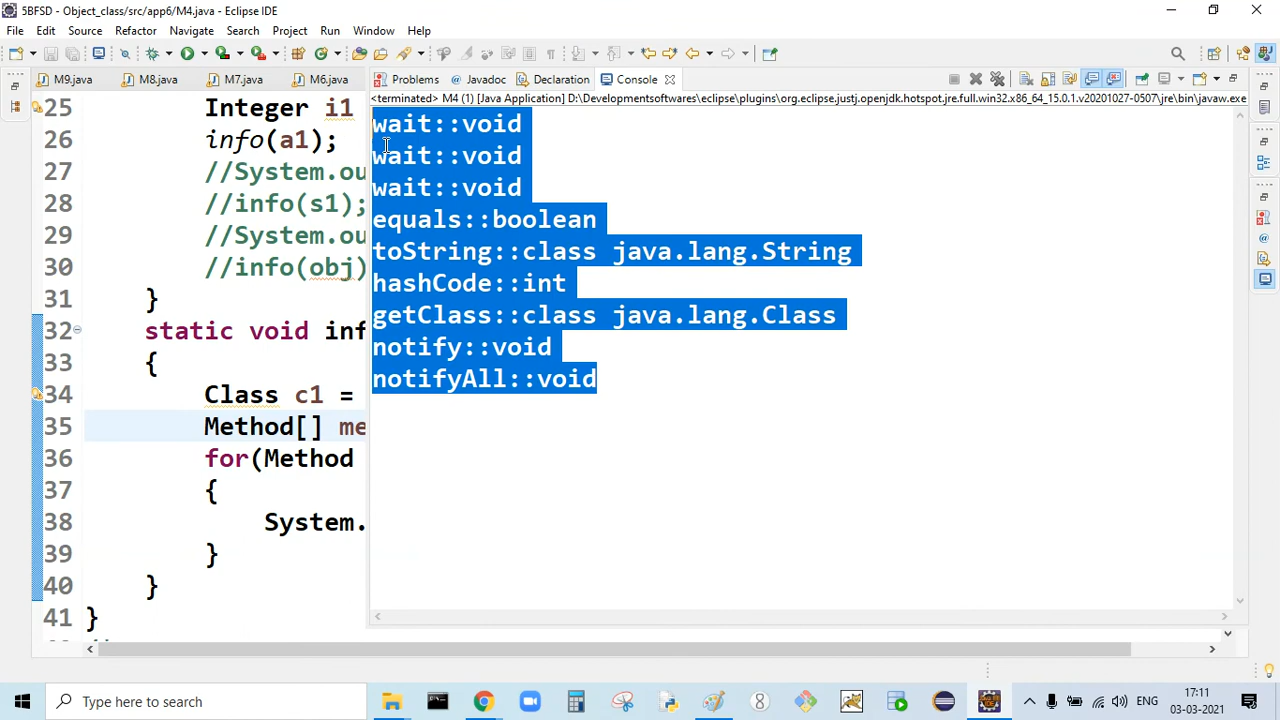 5BFSD - Object_class/src/app6/M4.java - Eclipse IDE
File Edit Source Refactor Navigate Search Project Run Window Help
M9.java M8.java M7.java M6.java Problems Javadoc Declaration Console
<terminated> M4 (1) [Java Application] D:\Developmentsoftwares\eclipse\plugins\org.eclipse.justj.openjdk.hotspot.jre.full.win32.x86_64_15.0.1.v20201027-0507\jre\bin\javaw.exe
25 Integer i1
26 info(a1);
27 //System.ou
28 //info(s1);
29 //System.ou
30 //info(obj)
31 }
32 static void inf
33 {
34 Class c1 =
35 Method[] me
36 for(Method
37 {
38 System.
39 }
40 }
41 }
wait::void
wait::void
wait::void
equals::boolean
toString::class java.lang.String
hashCode::int
getClass::class java.lang.Class
notify::void
notifyAll::void
Type here to search
ENG
17:11
03-03-2021